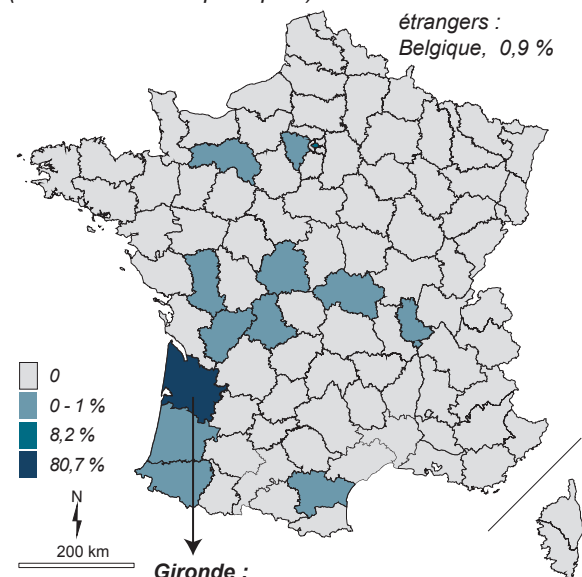 étrangers :
Belgique, 0,9 %
0
0 - 1 %
8,2 %
80,7 %
N
200 km
Gironde :